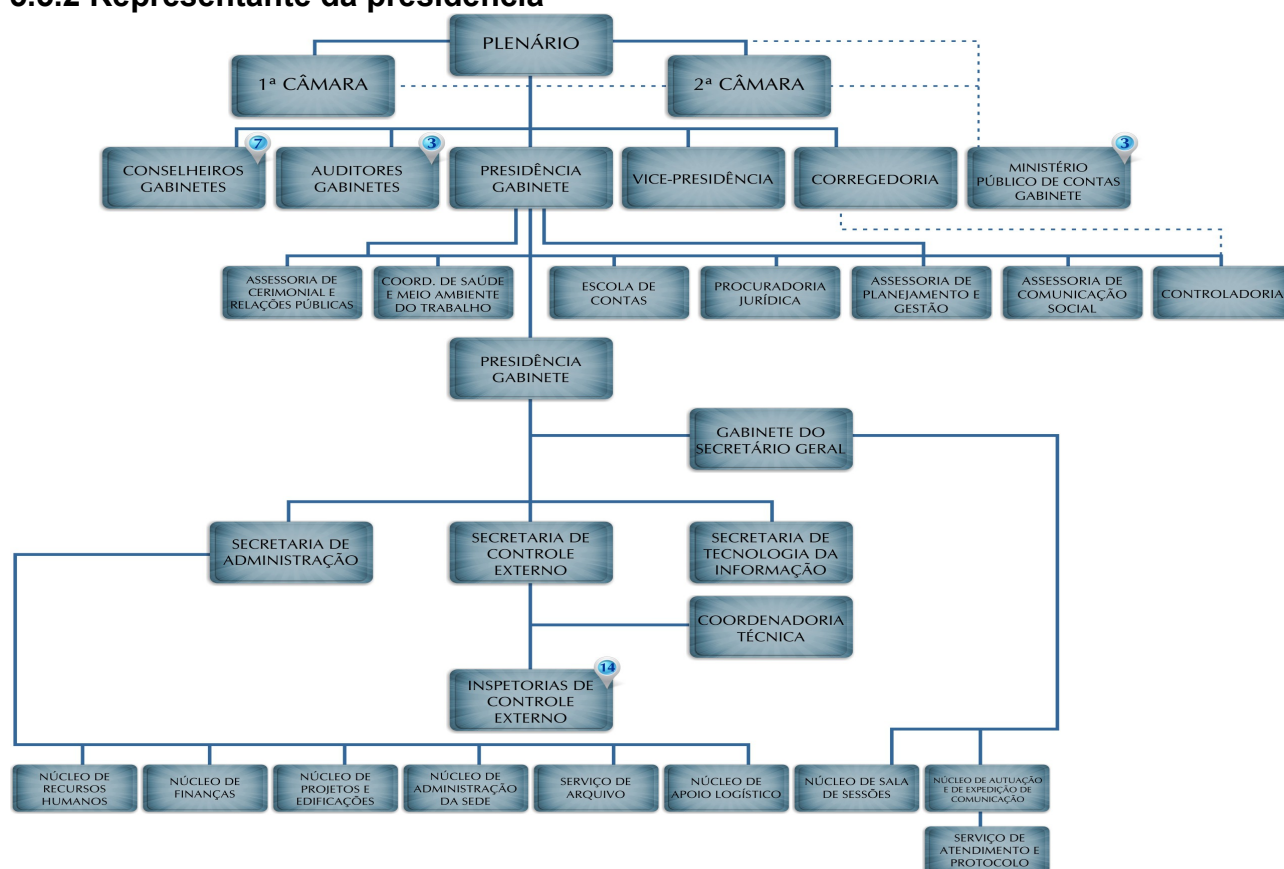 3.3.2 Representante da presidência
PLENÁRIO
1ª CÂMARA
2ª CÂMARA
7
CONSELHEIROS
GABINETES
3
AUDITORES
GABINETES
PRESIDÊNCIA
GABINETE
VICE-PRESIDÊNCIA
CORREGEDORIA
3
MINISTÉRIO
PÚBLICO DE CONTAS
GABINETE
ASSESSORIA DE
CERIMONIAL E
RELAÇÕES PÚBLICAS
COORD. DE SAÚDE
E MEIO AMBIENTE
DO TRABALHO
ESCOLA DE
CONTAS
PROCURADORIA
JURÍDICA
ASSESSORIA DE
PLANEJAMENTO E
GESTÃO
ASSESSORIA DE
COMUNICAÇÃO
SOCIAL
CONTROLADORIA
PRESIDÊNCIA
GABINETE
GABINETE DO
SECRETÁRIO GERAL
SECRETARIA DE
ADMINISTRAÇÃO
SECRETARIA DE
CONTROLE
EXTERNO
SECRETARIA DE
TECNOLOGIA DA
INFORMAÇÃO
COORDENADORIA
TÉCNICA
14
INSPETORIAS DE
CONTROLE
EXTERNO
NÚCLEO DE
RECURSOS
HUMANOS
NÚCLEO DE
FINANÇAS
NÚCLEO DE
PROJETOS E
EDIFICAÇÕES
NÚCLEO DE
ADMINISTRAÇÃO
DA SEDE
SERVIÇO DE
ARQUIVO
NÚCLEO DE
APOIO LOGÍSTICO
NÚCLEO DE SALA
DE SESSÕES
NÚCLEO DE AUTUAÇÃO
E DE EXPEDIÇÃO DE
COMUNICAÇÃO
SERVIÇO DE
ATENDIMENTO E
PROTOCOLO